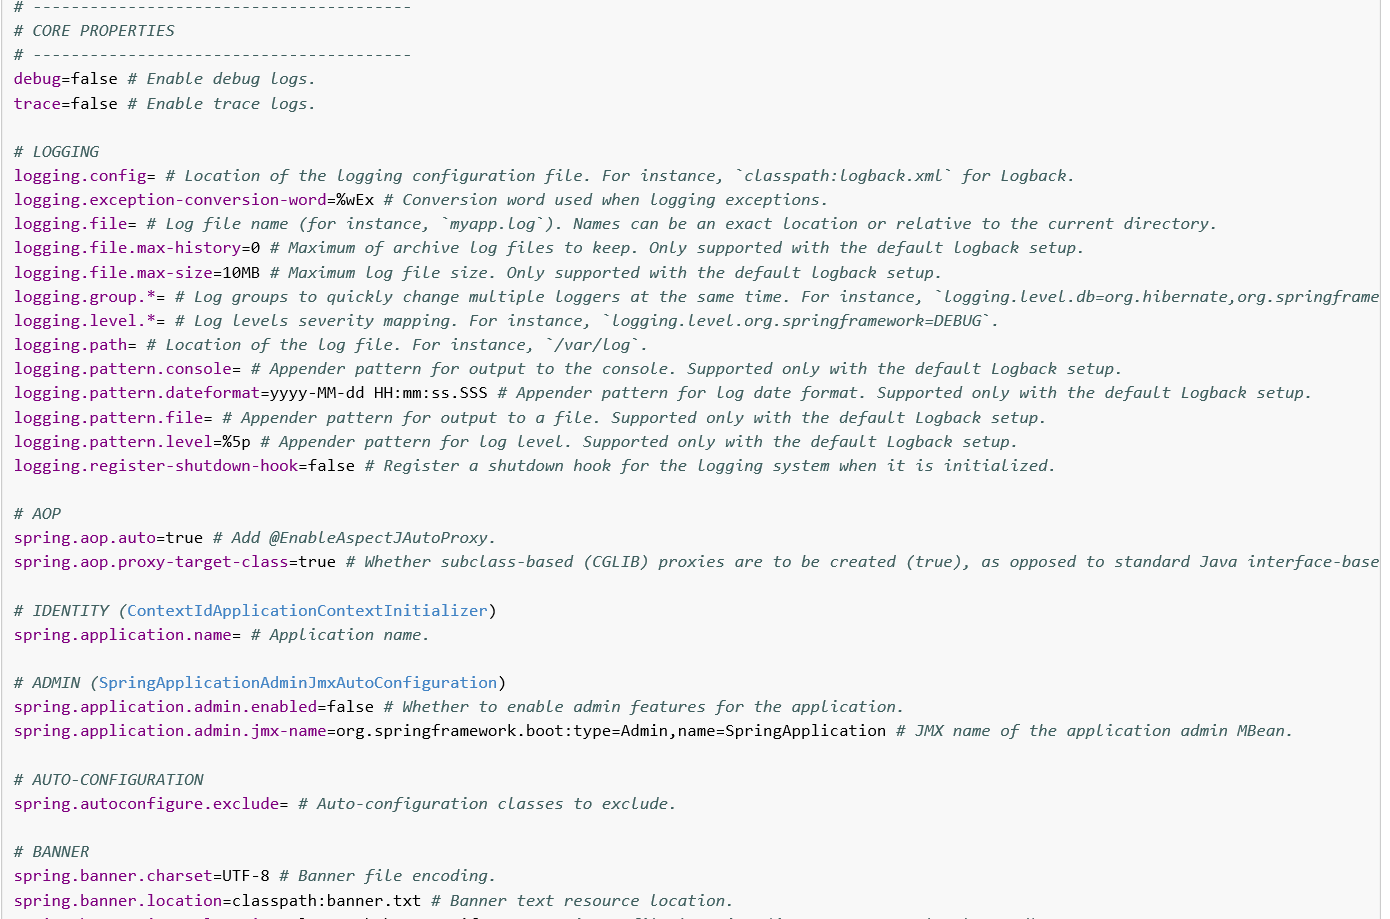 # ----------------------------------------
# CORE PROPERTIES
# ----------------------------------------
debug=false # Enable debug logs.
trace=false # Enable trace logs.
# LOGGING
logging.config= # Location of the logging configuration file. For instance, `classpath:logback.xml` for Logback.
logging.exception-conversion-word=%wEx # Conversion word used when logging exceptions.
logging.file= # Log file name (for instance, `myapp.log`). Names can be an exact location or relative to the current directory.
logging.file.max-history=0 # Maximum of archive log files to keep. Only supported with the default logback setup.
logging.file.max-size=10MB # Maximum log file size. Only supported with the default logback setup.
logging.group.*= # Log groups to quickly change multiple loggers at the same time. For instance, `logging.level.db=org.hibernate,org.springframe
logging.level.*= # Log levels severity mapping. For instance, `logging.level.org.springframework=DEBUG`.
logging.path= # Location of the log file. For instance, `/var/log`.
logging.pattern.console= # Appender pattern for output to the console. Supported only with the default Logback setup.
logging.pattern.dateformat=yyyy-MM-dd HH:mm:ss.SSS # Appender pattern for log date format. Supported only with the default Logback setup.
logging.pattern.file= # Appender pattern for output to a file. Supported only with the default Logback setup.
logging.pattern.level=%5p # Appender pattern for log level. Supported only with the default Logback setup.
logging.register-shutdown-hook=false # Register a shutdown hook for the logging system when it is initialized.
# AOP
spring.aop.auto=true # Add @EnableAspectJAutoProxy.
spring.aop.proxy-target-class=true # Whether subclass-based (CGLIB) proxies are to be created (true), as opposed to standard Java interface-base
# IDENTITY (ContextIdApplicationContextInitializer)
spring.application.name= # Application name.
# ADMIN (SpringApplicationAdminJmxAutoConfiguration)
spring.application.admin.enabled=false # Whether to enable admin features for the application.
spring.application.admin.jmx-name=org.springframework.boot:type=Admin,name=SpringApplication # JMX name of the application admin MBean.
# AUTO-CONFIGURATION
spring.autoconfigure.exclude= # Auto-configuration classes to exclude.
# BANNER
spring.banner.charset=UTF-8 # Banner file encoding.
spring.banner.location=classpath:banner.txt # Banner text resource location.